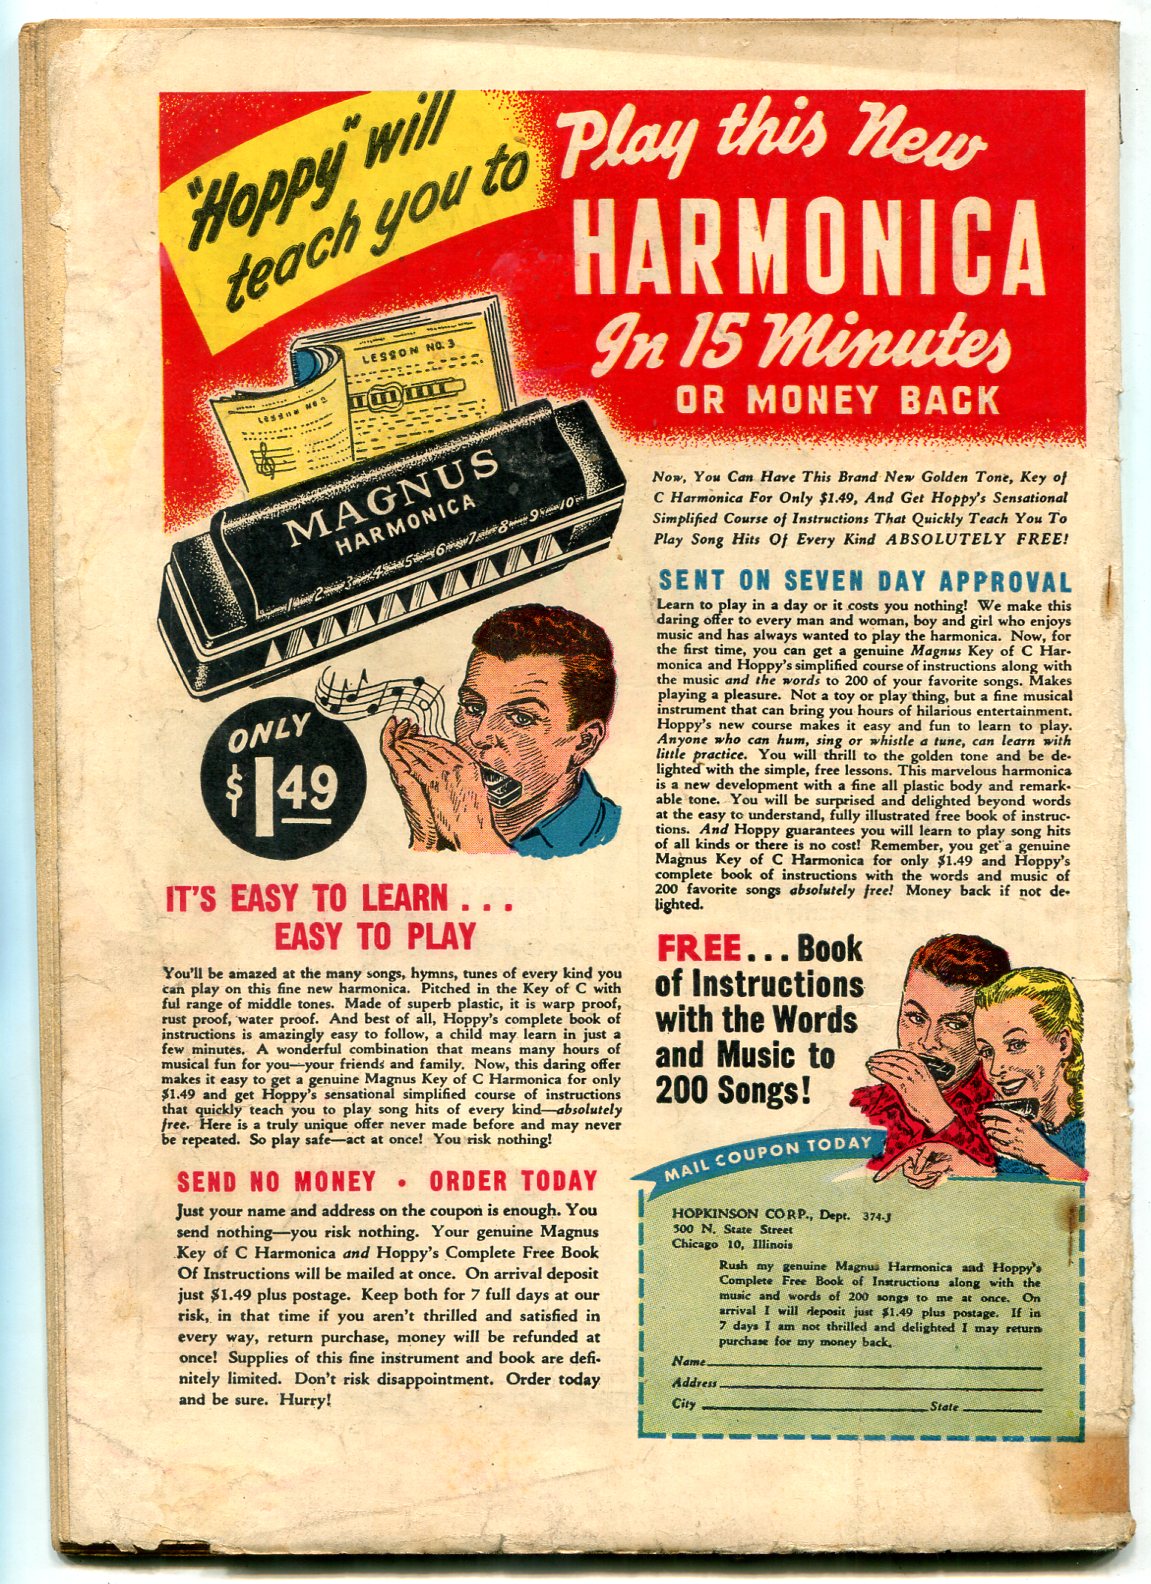 "Hoppy" will
teach you to
Play this New
HARMONICA
In 15 Minutes
OR MONEY BACK
LESSON NO. 3
LESSON NO. 2
MAGNUS
HARMONICA
1 2 3 4 5 6 7 8 9 10
ONLY
$1.49
Now, You Can Have This Brand New Golden Tone, Key of
C Harmonica For Only $1.49, And Get Hoppy's Sensational
Simplified Course of Instructions That Quickly Teach You To
Play Song Hits Of Every Kind ABSOLUTELY FREE!
SENT ON SEVEN DAY APPROVAL
Learn to play in a day or it costs you nothing! We make this
daring offer to every man and woman, boy and girl who enjoys
music and has always wanted to play the harmonica. Now, for
the first time, you can get a genuine Magnus Key of C Har-
monica and Hoppy's simplified course of instructions along with
the music and the words to 200 of your favorite songs. Makes
playing a pleasure. Not a toy or play thing, but a fine musical
instrument that can bring you hours of hilarious entertainment.
Hoppy's new course makes it easy and fun to learn to play.
Anyone who can hum, sing or whistle a tune, can learn with
little practice. You will thrill to the golden tone and be de-
lighted with the simple, free lessons. This marvelous harmonica
is a new development with a fine all plastic body and remark-
able tone. You will be surprised and delighted beyond words
at the easy to understand, fully illustrated free book of instruc-
tions. And Hoppy guarantees you will learn to play song hits
of all kinds or there is no cost! Remember, you get a genuine
Magnus Key of C Harmonica for only $1.49 and Hoppy's
complete book of instructions with the words and music of
200 favorite songs absolutely free! Money back if not de-
lighted.
IT'S EASY TO LEARN . . .
EASY TO PLAY
You'll be amazed at the many songs, hymns, tunes of every kind you
can play on this fine new harmonica. Pitched in the Key of C with
ful range of middle tones. Made of superb plastic, it is warp proof,
rust proof, water proof. And best of all, Hoppy's complete book of
instructions is amazingly easy to follow, a child may learn in just a
few minutes. A wonderful combination that means many hours of
musical fun for you—your friends and family. Now, this daring offer
makes it easy to get a genuine Magnus Key of C Harmonica for only
$1.49 and get Hoppy's sensational simplified course of instructions
that quickly teach you to play song hits of every kind—absolutely
free. Here is a truly unique offer never made before and may never
be repeated. So play safe—act at once! You risk nothing!
SEND NO MONEY • ORDER TODAY
Just your name and address on the coupon is enough. You
send nothing—you risk nothing. Your genuine Magnus
Key of C Harmonica and Hoppy's Complete Free Book
Of Instructions will be mailed at once. On arrival deposit
just $1.49 plus postage. Keep both for 7 full days at our
risk, in that time if you aren't thrilled and satisfied in
every way, return purchase, money will be refunded at
once! Supplies of this fine instrument and book are defi-
nitely limited. Don't risk disappointment. Order today
and be sure. Hurry!
FREE... Book
of Instructions
with the Words
and Music to
200 Songs!
MAIL COUPON TODAY
HOPKINSON CORP., Dept. 374-J
500 N. State Street
Chicago 10, Illinois
Rush my genuine Magnus Harmonica and Hoppy's
Complete Free Book of Instructions along with the
music and words of 200 songs to me at once. On
arrival I will deposit just $1.49 plus postage. If in
7 days I am not thrilled and delighted I may return
purchase for my money back.
Name
Address
City State